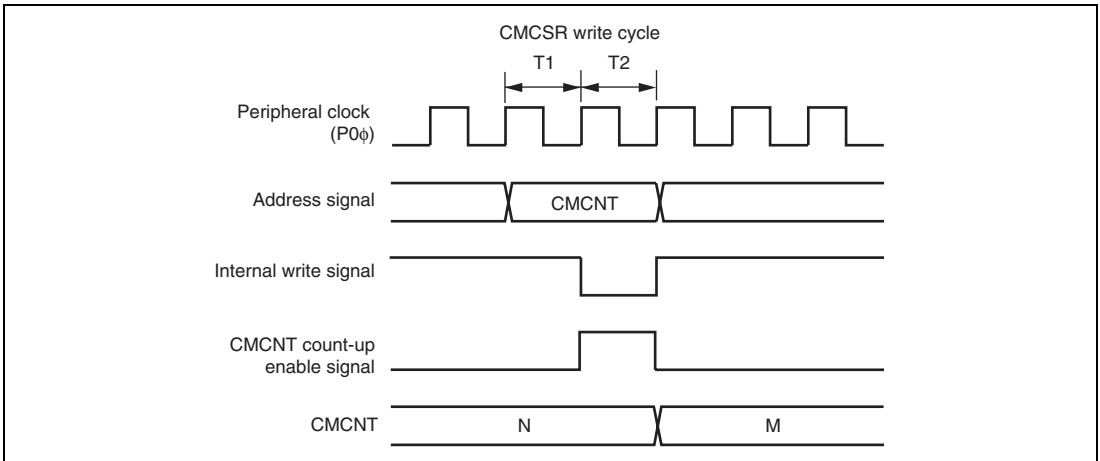 CMCSR write cycle
T1 T2
Peripheral clock
(P0ϕ)
Address signal CMCNT
Internal write signal
CMCNT count-up
enable signal
CMCNT N M